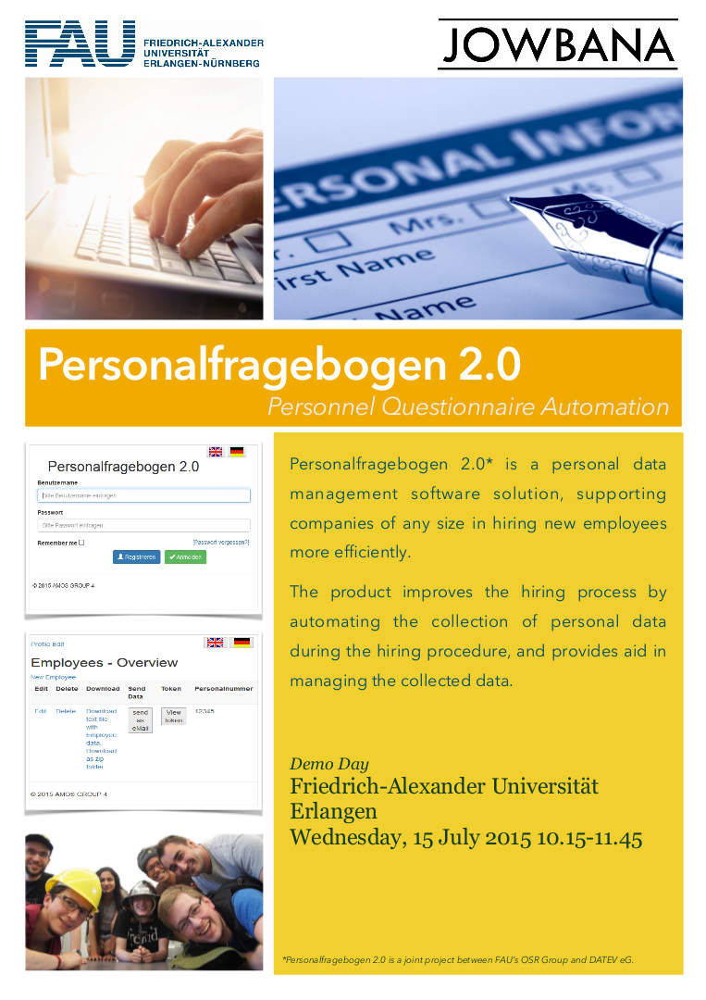 FAU FRIEDRICH-ALEXANDER
UNIVERSITÄT
ERLANGEN-NÜRNBERG
JOWBANA
ERSONAL INFOR
Mrs.
First Name
Name
Personalfragebogen 2.0
Personnel Questionnaire Automation
Personalfragebogen 2.0
Benutzername
Bitte Benutzername eintragen
Passwort
Bitte Passwort eintragen.
Remember me
(Passwort vergessen?)
Registrieren
Anmelden
© 2015 AMOS GROUP 4
Profile Edit
Employees - Overview
New Employee
Edit Delete Download Send Data Token Personalnummer
Edit Delete Download text file with Employee data. Download as zip folder send as eMail View token 12345
© 2015 AMOS GROUP 4
Personalfragebogen 2.0* is a personal data
management software solution, supporting
companies of any size in hiring new employees
more efficiently.
The product improves the hiring process by
automating the collection of personal data
during the hiring procedure, and provides aid in
managing the collected data.
Demo Day
Friedrich-Alexander Universität
Erlangen
Wednesday, 15 July 2015 10.15-11.45
*Personalfragebogen 2.0 is a joint project between FAU's OSR Group and DATEV eG.